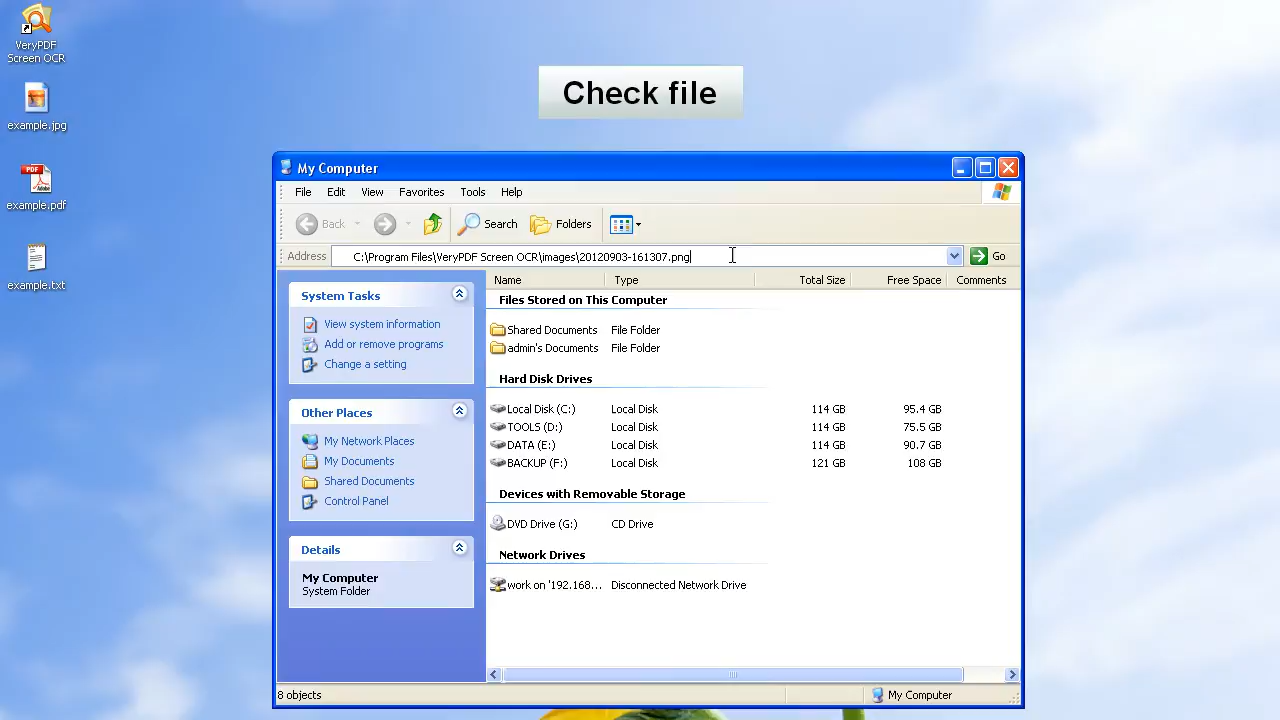 VeryPDF
Screen OCR
example.jpg
PDF
example.pdf
example.txt
Check file
My Computer
File Edit View Favorites Tools Help
Back Search Folders
Address C:\Program Files\VeryPDF Screen OCR\images\20120903-161307.png Go
System Tasks
View system information
Add or remove programs
Change a setting
Other Places
My Network Places
My Documents
Shared Documents
Control Panel
Details
My Computer
System Folder
Name Type Total Size Free Space Comments
Files Stored on This Computer
Shared Documents File Folder
admin's Documents File Folder
Hard Disk Drives
Local Disk (C:) Local Disk 114 GB 95.4 GB
TOOLS (D:) Local Disk 114 GB 75.5 GB
DATA (E:) Local Disk 114 GB 90.7 GB
BACKUP (F:) Local Disk 121 GB 108 GB
Devices with Removable Storage
DVD Drive (G:) CD Drive
Network Drives
work on '192.168... Disconnected Network Drive
8 objects My Computer